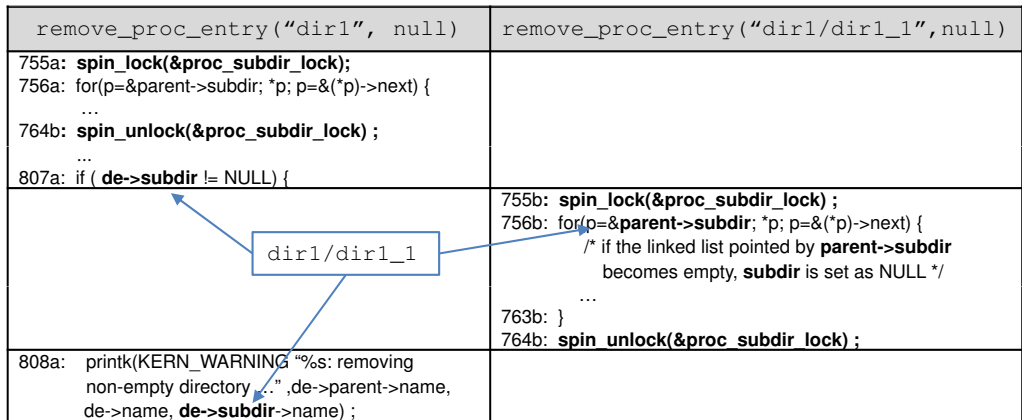 remove_proc_entry(“dir1”, null)
remove_proc_entry(“dir1/dir1_1”,null)
755a: spin_lock(&proc_subdir_lock);
756a: for(p=&parent->subdir; *p; p=&(*p)->next) {
…
764b: spin_unlock(&proc_subdir_lock) ;
...
807a: if ( de->subdir != NULL) {
755b: spin_lock(&proc_subdir_lock) ;
756b: for(p=&parent->subdir; *p; p=&(*p)->next) {
/* if the linked list pointed by parent->subdir
becomes empty, subdir is set as NULL */
…
763b: }
764b: spin_unlock(&proc_subdir_lock) ;
dir1/dir1_1
808a: printk(KERN_WARNING “%s: removing
non-empty directory …” ,de->parent->name,
de->name, de->subdir->name) ;